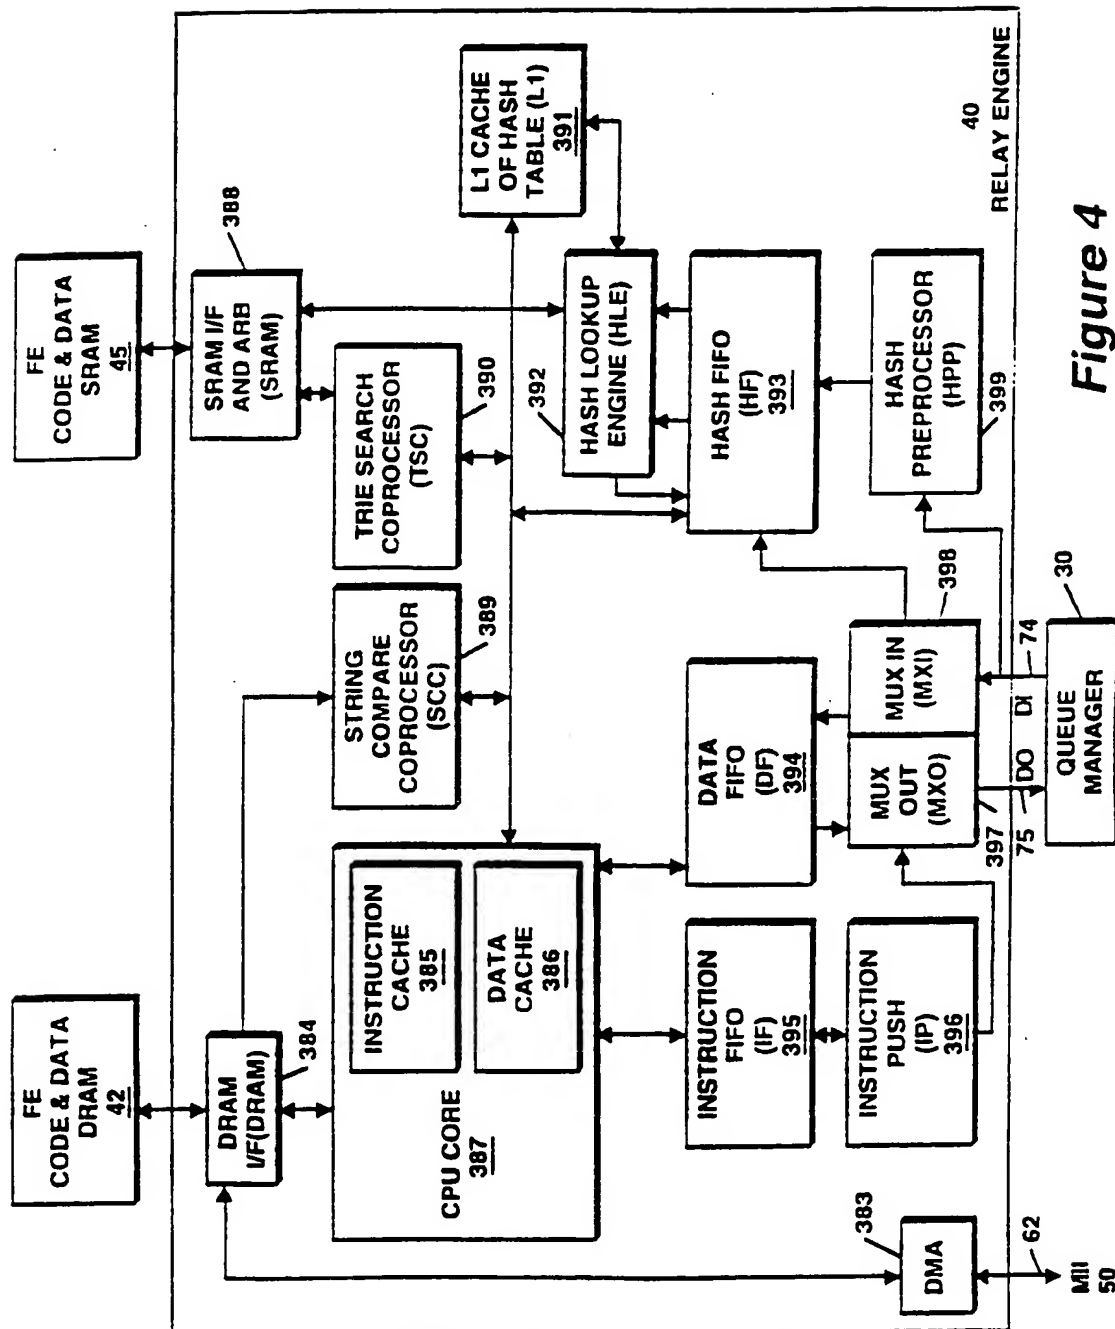 FE
CODE & DATA
DRAM
42
FE
CODE & DATA
SRAM
45
DRAM
I/F(DRAM)
384
SRAM I/F
AND ARB
(SRAM)
388
STRING
COMPARE
COPROCESSOR
(SCC)
389
TRIE SEARCH
COPROCESSOR
(TSC)
390
L1 CACHE
OF HASH
TABLE (L1)
391
CPU CORE
387
INSTRUCTION
CACHE
385
DATA
CACHE
386
392
HASH LOOKUP
ENGINE (HLE)
INSTRUCTION
FIFO
(IF)
395
DATA
FIFO
(DF)
394
HASH FIFO
(HF)
393
INSTRUCTION
PUSH
(IP)
396
MUX
OUT
(MXO)
397
MUX IN
(MXI)
398
HASH
PREPROCESSOR
(HPP)
399
383
DMA
62
MII
50
75
DO
DI
74
QUEUE
MANAGER
30
40
RELAY ENGINE
Figure 4